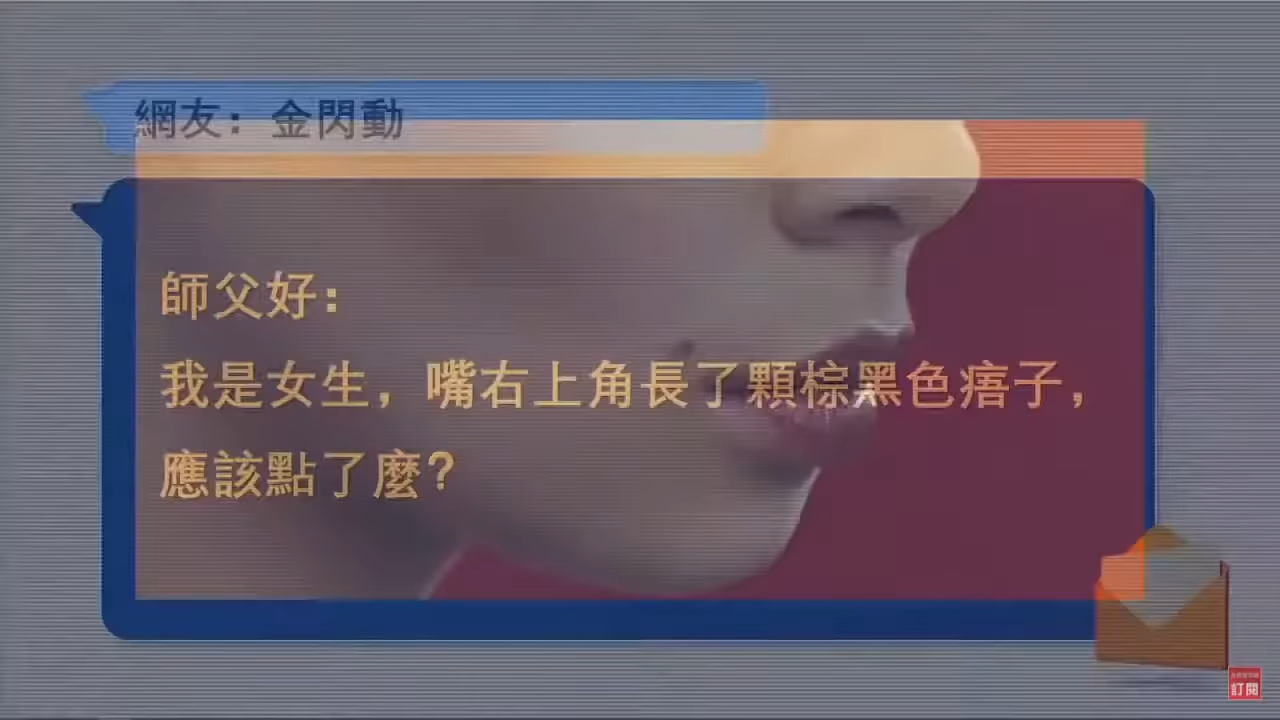 網友：金閃動
師父好：
我是女生，嘴右上角長了顆棕黑色痦子，
應該點了麼？
訂閱